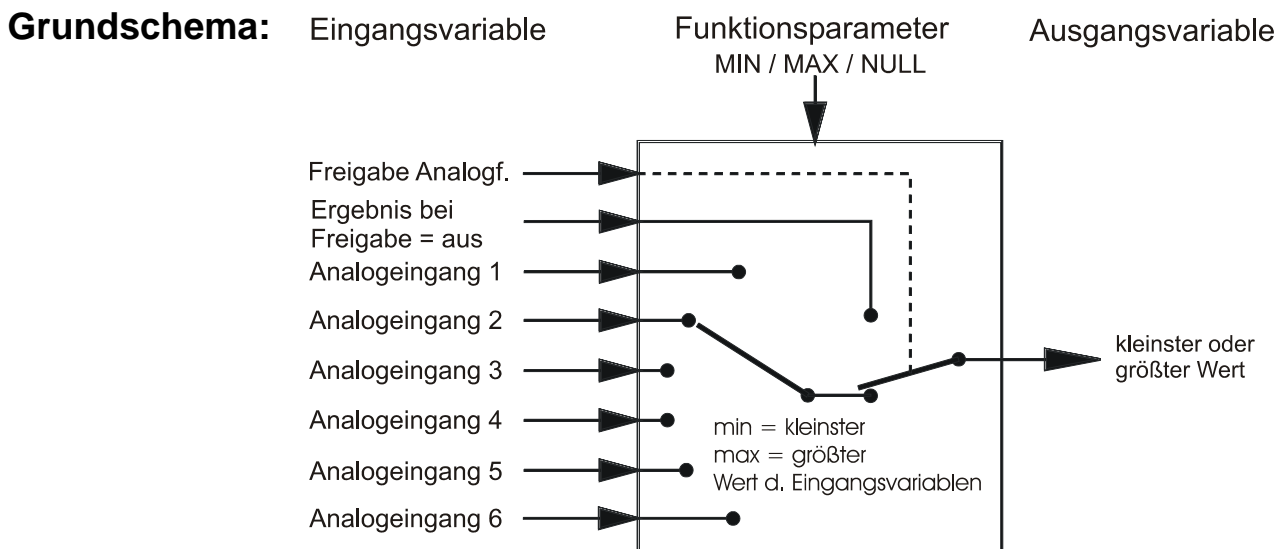 Grundschema: Eingangsvariable Funktionsparameter Ausgangsvariable
MIN / MAX / NULL
Freigabe Analogf.
Ergebnis bei
Freigabe = aus
Analogeingang 1
Analogeingang 2
Analogeingang 3
Analogeingang 4
Analogeingang 5
Analogeingang 6
min = kleinster
max = größter
Wert d. Eingangsvariablen
kleinster oder
größter Wert